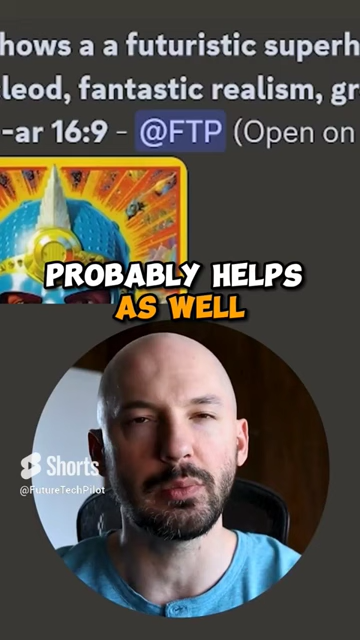 hows a a futuristic superh
leod, fantastic realism, gr
-ar 16:9 - @FTP (Open on
PROBABLY HELPS
AS WELL
Shorts
@FutureTechPilot